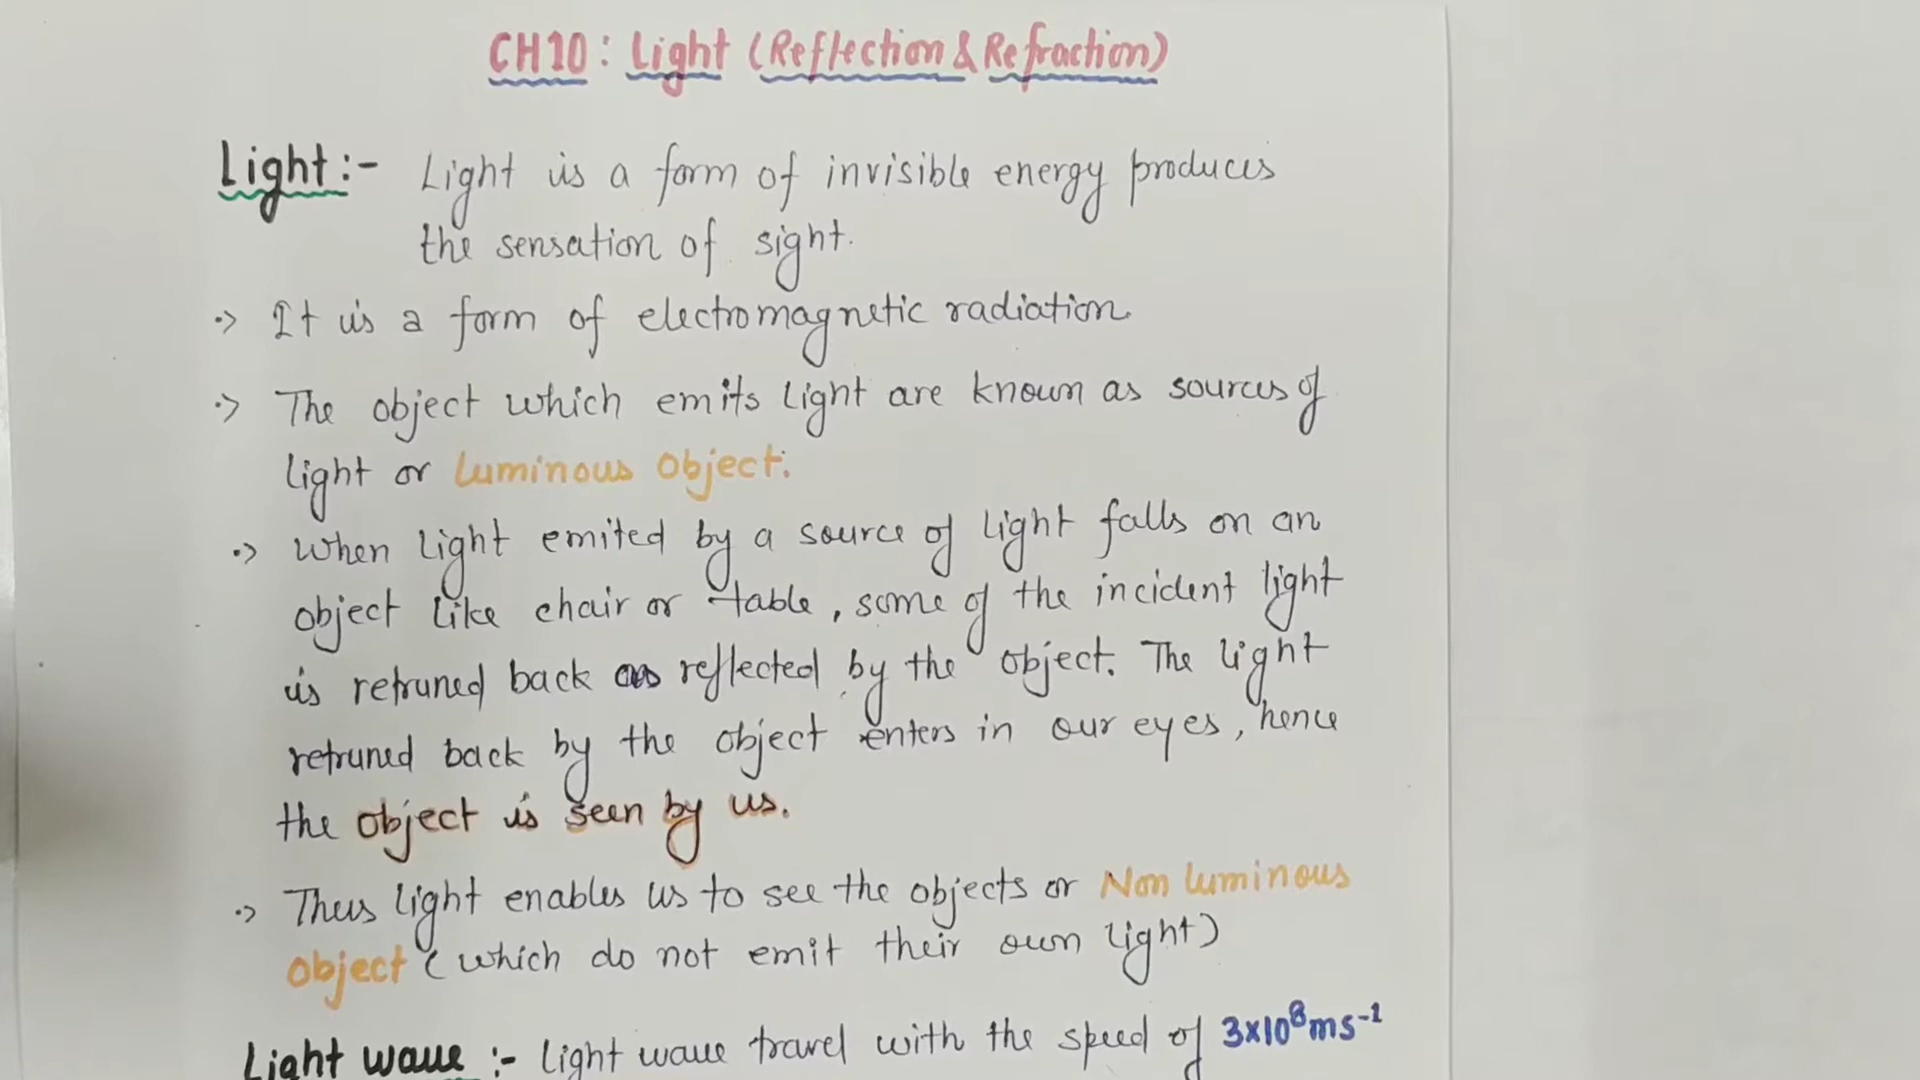 CH10: Light (Reflection & Refraction)
Light:- Light is a form of invisible energy produces
the sensation of sight.
·> It is a form of electromagnetic radiation.
·> The object which emits light are known as sources of
light or Luminous Object.
·> When light emited by a source of light falls on an
object like chair or table, some of the incident light
is retruned back as reflected by the object. The light
retruned back by the object enters in our eyes, hence
the object is seen by us.
·> Thus light enables us to see the objects or Non luminous
Object (which do not emit their own light)
Light wave :- Light wave travel with the speed of 3x10⁸ms⁻¹